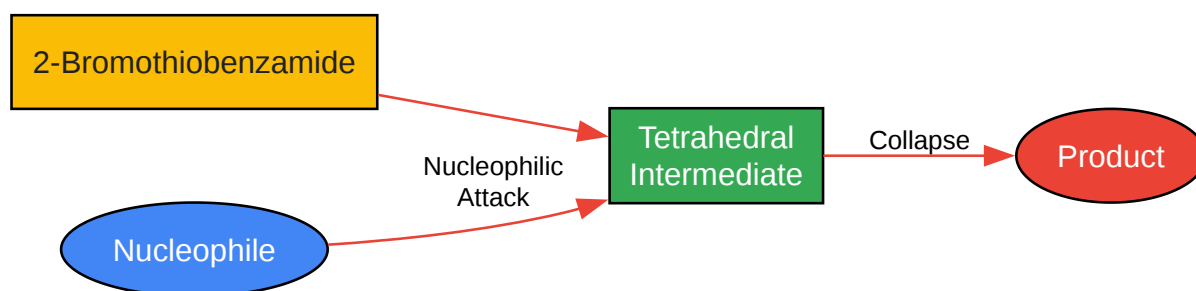 2-Bromothiobenzamide
Tetrahedral
Intermediate
Collapse
Product
Nucleophilic
Attack
Nucleophile